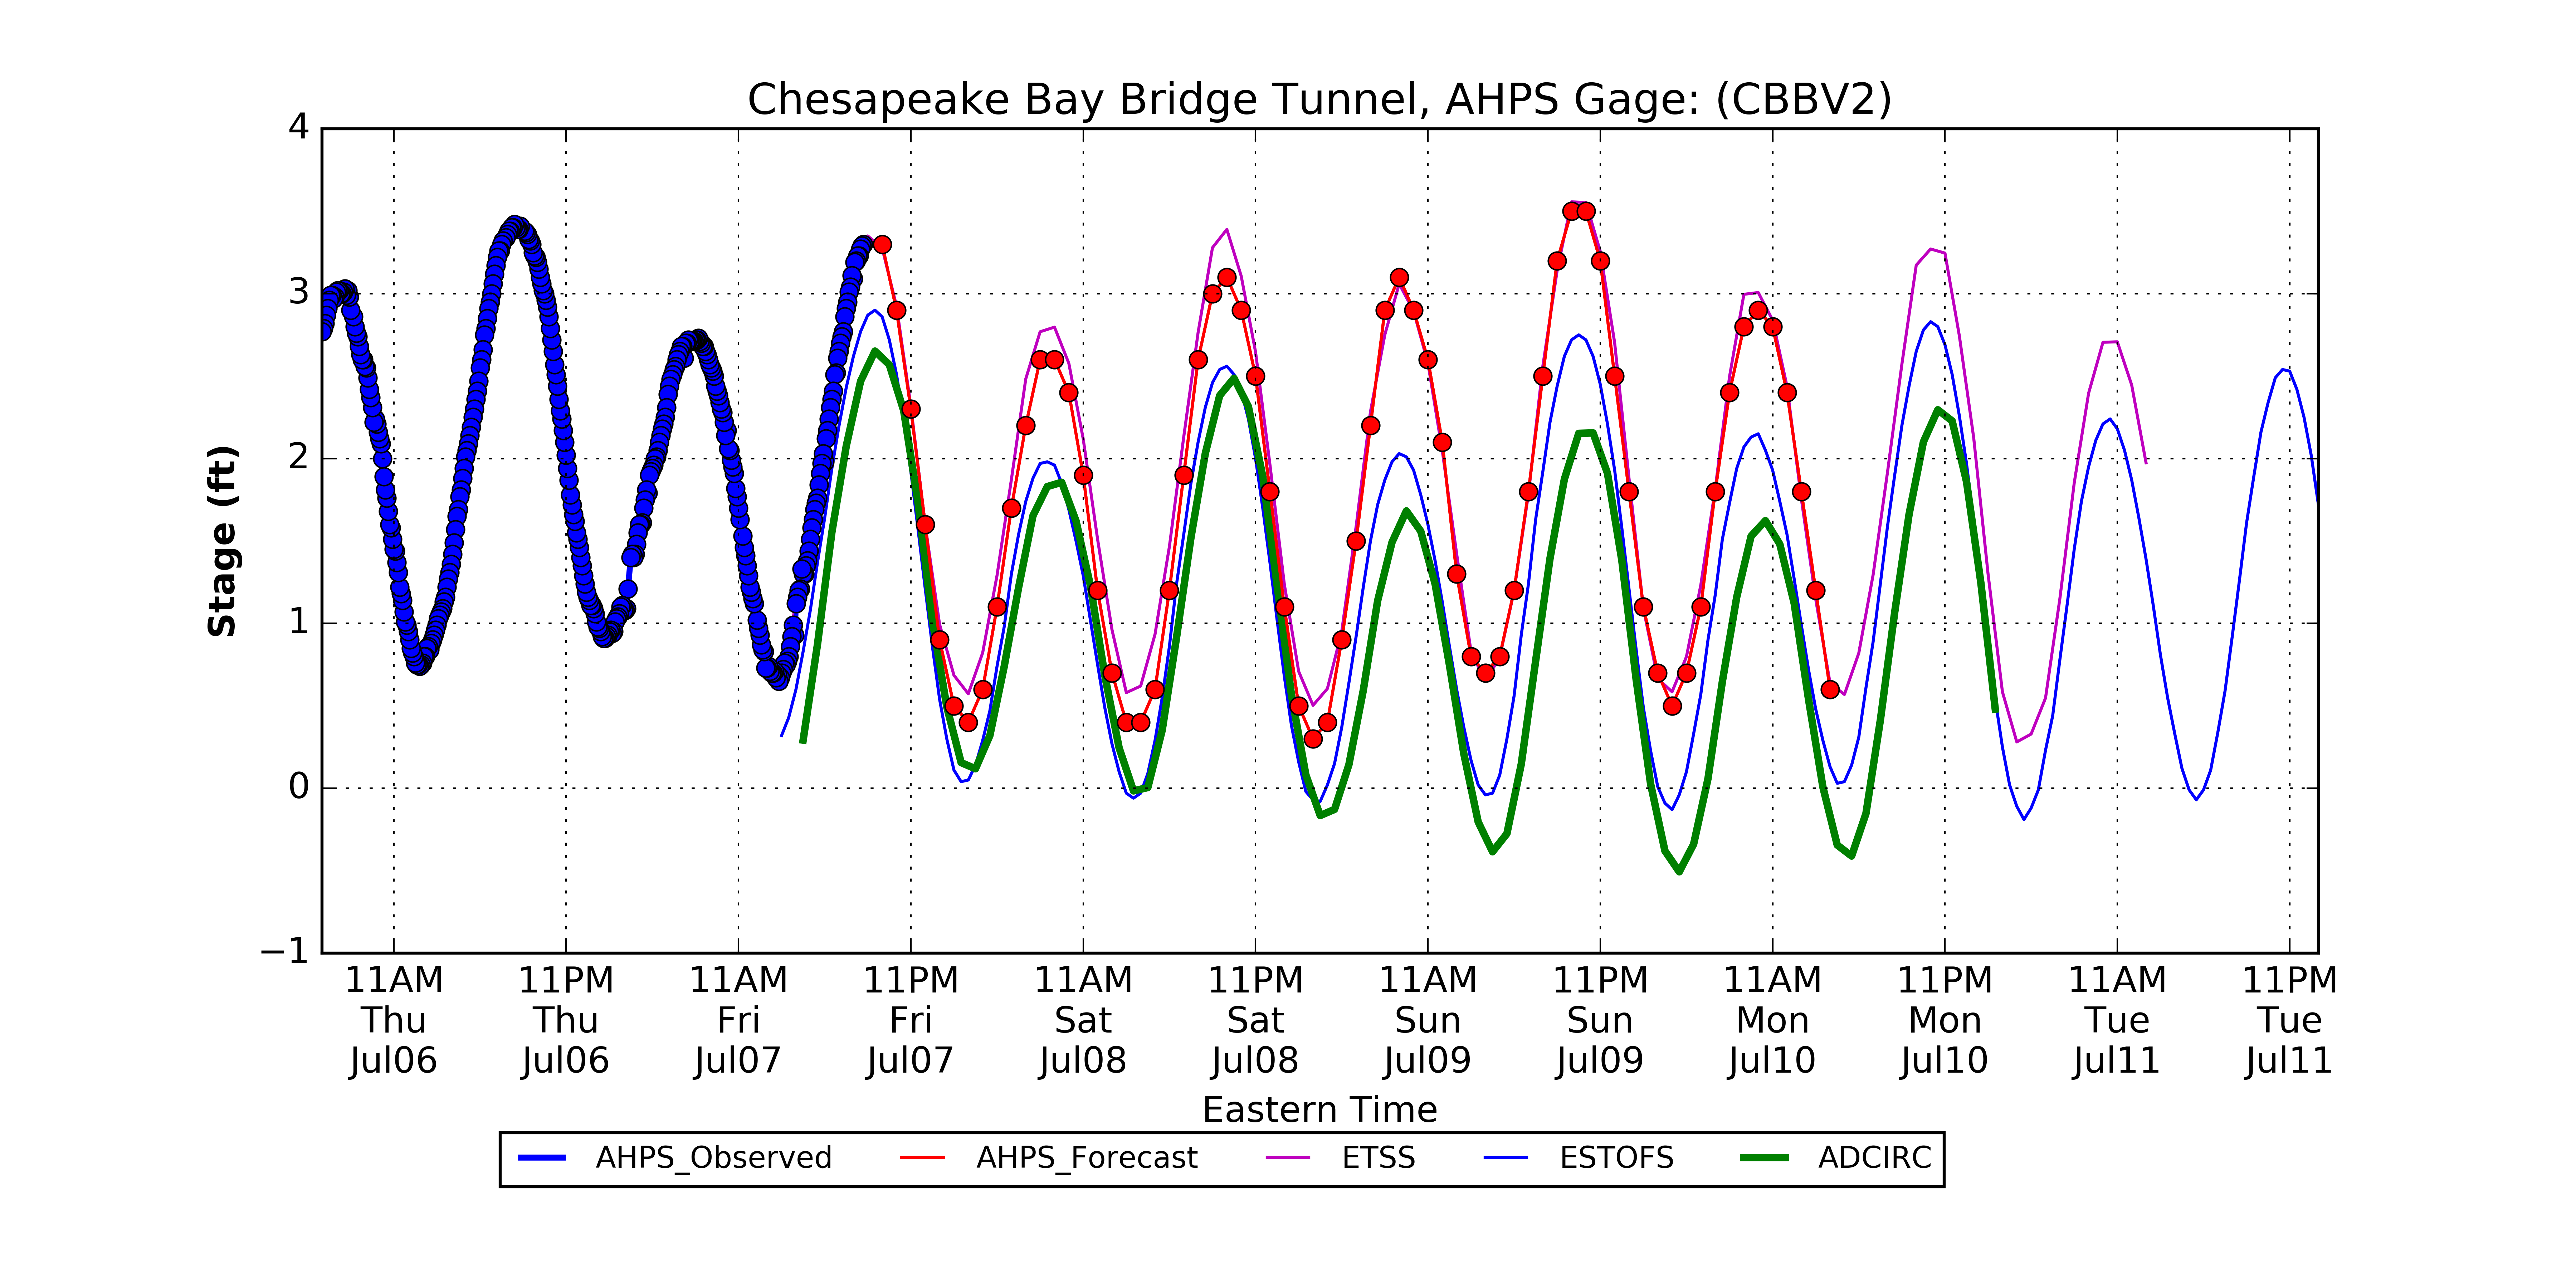 Chesapeake Bay Bridge Tunnel, AHPS Gage: (CBBV2)
4
3
2
1
0
−1
Stage (ft)
11AM 11PM 11AM 11PM 11AM 11PM 11AM 11PM 11AM 11PM 11AM 11PM
Thu Thu Fri Fri Sat Sat Sun Sun Mon Mon Tue Tue
Jul06 Jul06 Jul07 Jul07 Jul08 Jul08 Jul09 Jul09 Jul10 Jul10 Jul11 Jul11
Eastern Time
AHPS_Observed AHPS_Forecast ETSS ESTOFS ADCIRC